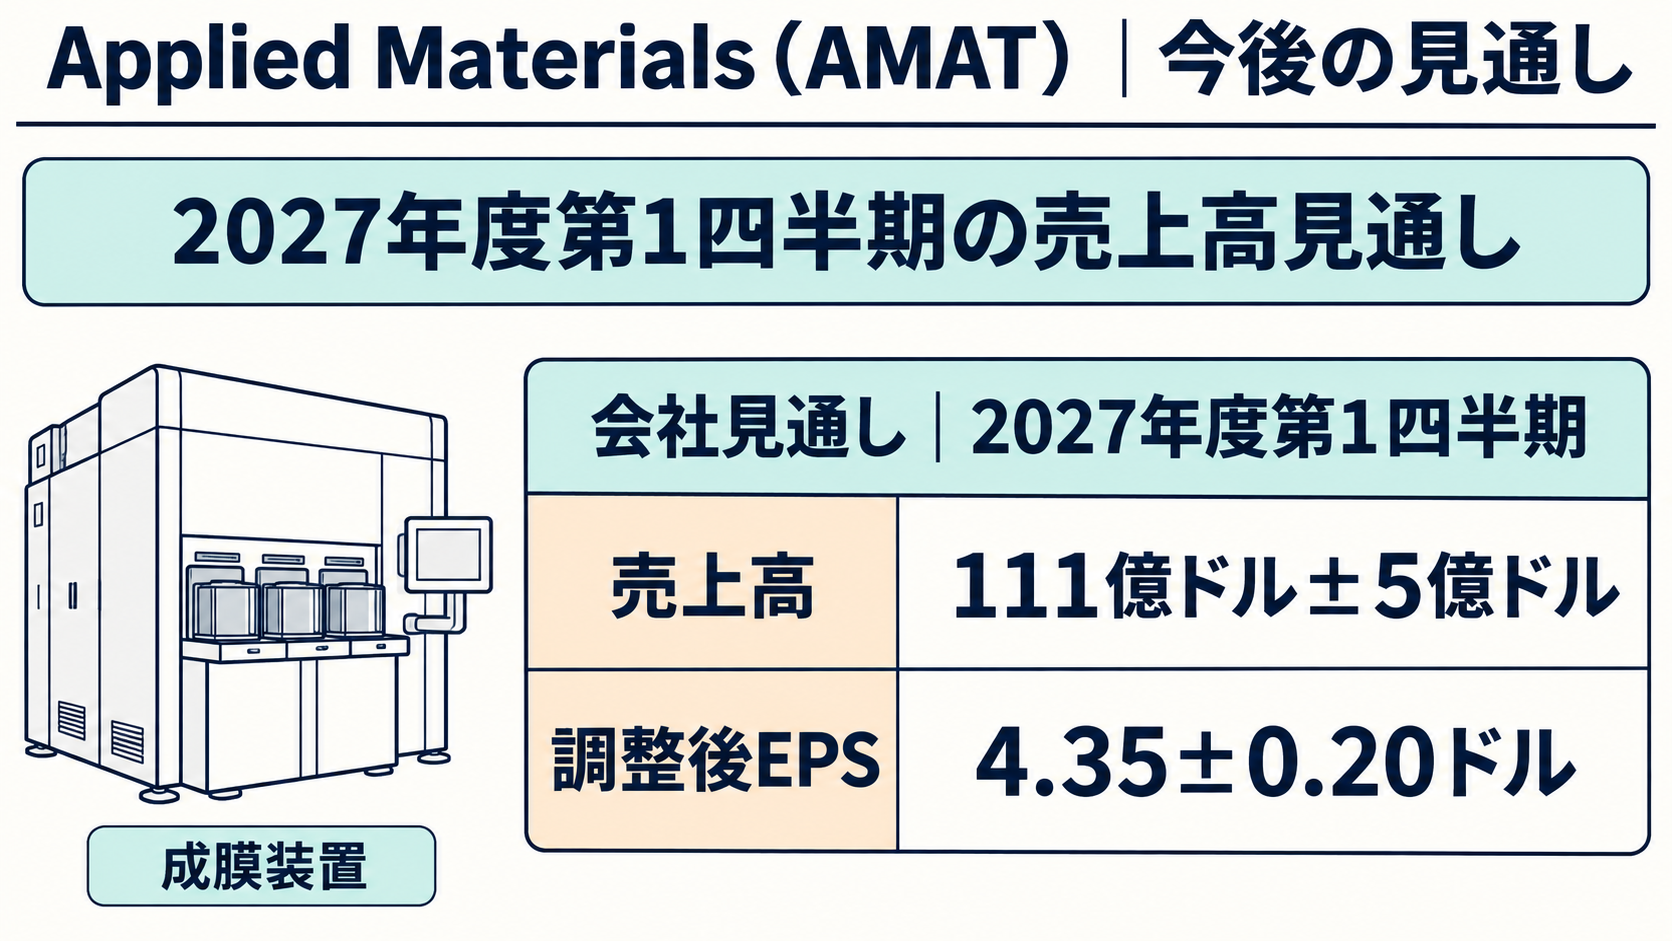 Applied Materials（AMAT）｜今後の見通し
2027年度第1四半期の売上高見通し
会社見通し｜2027年度第1四半期
売上高
111億ドル±5億ドル
調整後EPS
4.35±0.20ドル
成膜装置